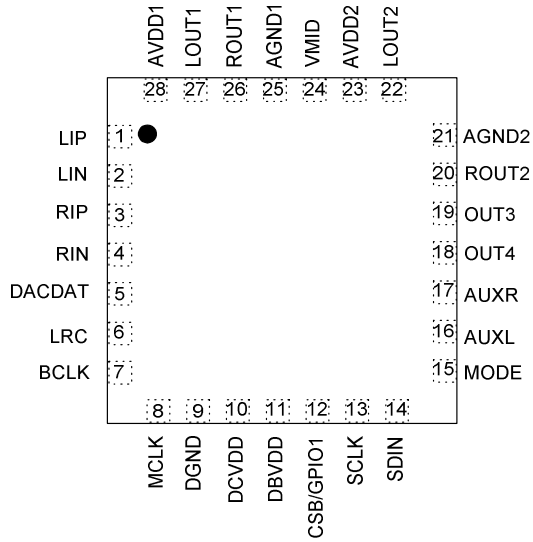 AVDD1 LOUT1 ROUT1 AGND1 VMID AVDD2 LOUT2
28 27 26 25 24 23 22
LIP 1 21 AGND2
LIN 2 20 ROUT2
RIP 3 19 OUT3
RIN 4 18 OUT4
DACDAT 5 17 AUXR
LRC 6 16 AUXL
BCLK 7 15 MODE
8 9 10 11 12 13 14
MCLK DGND DCVDD DBVDD CSB/GPIO1 SCLK SDIN